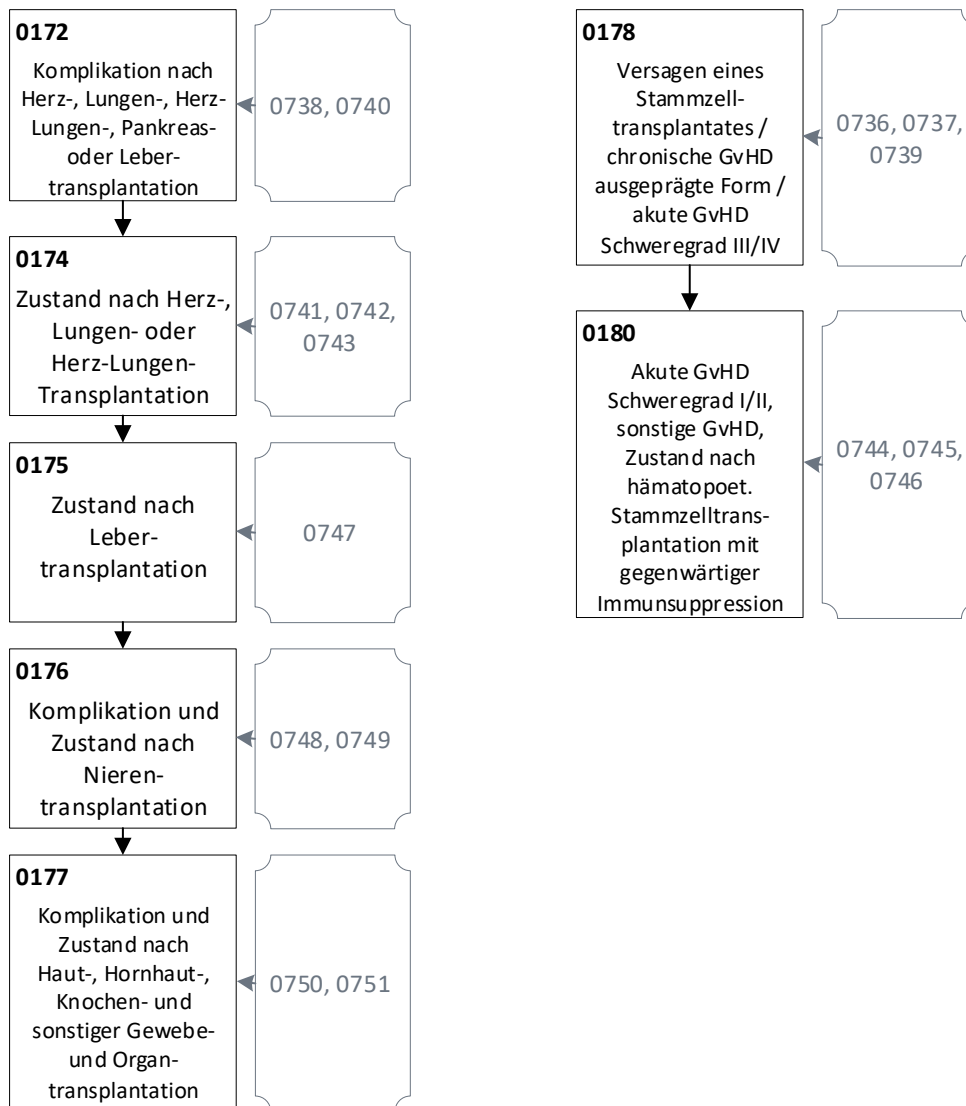 0172
Komplikation nach
Herz-, Lungen-, Herz-
Lungen-, Pankreas-
oder Leber-
transplantation
0738, 0740
0174
Zustand nach Herz-,
Lungen- oder
Herz-Lungen-
Transplantation
0741, 0742,
0743
0175
Zustand nach
Leber-
transplantation
0747
0176
Komplikation und
Zustand nach
Nieren-
transplantation
0748, 0749
0177
Komplikation und
Zustand nach
Haut-, Hornhaut-,
Knochen- und
sonstiger Gewebe-
und Organ-
transplantation
0750, 0751
0178
Versagen eines
Stammzell-
transplantates /
chronische GvHD
ausgeprägte Form /
akute GvHD
Schweregrad III/IV
0736, 0737,
0739
0180
Akute GvHD
Schweregrad I/II,
sonstige GvHD,
Zustand nach
hämatopoet.
Stammzelltrans-
plantation mit
gegenwärtiger
Immunsuppression
0744, 0745,
0746